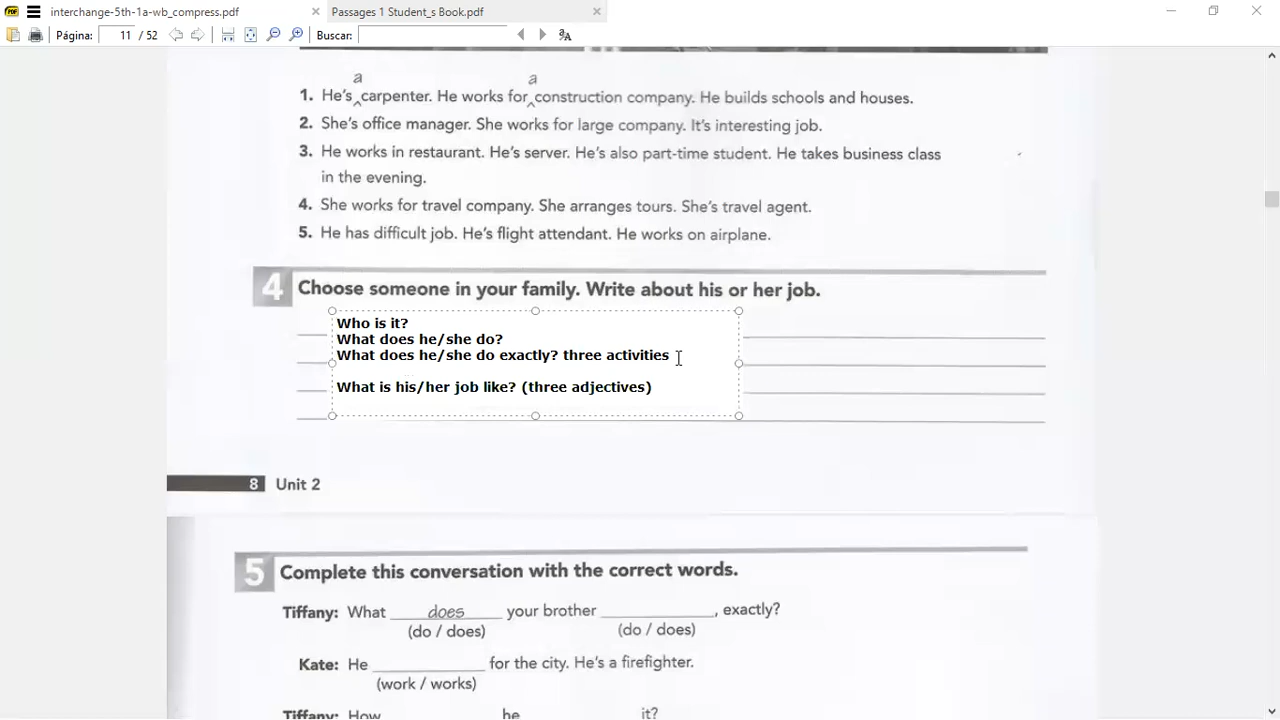 interchange-5th-1a-wb_compress.pdf
Passages 1 Student_s Book.pdf
Página: 11 / 52
Buscar:
a a
1. He's ‸carpenter. He works for‸construction company. He builds schools and houses.
2. She's office manager. She works for large company. It's interesting job.
3. He works in restaurant. He's server. He's also part-time student. He takes business class
in the evening.
4. She works for travel company. She arranges tours. She's travel agent.
5. He has difficult job. He's flight attendant. He works on airplane.
4 Choose someone in your family. Write about his or her job.
Who is it?
What does he/she do?
What does he/she do exactly? three activities
What is his/her job like? (three adjectives)
8 Unit 2
5 Complete this conversation with the correct words.
Tiffany: What does your brother ____________, exactly?
(do / does) (do / does)
Kate: He ____________ for the city. He's a firefighter.
(work / works)
Tiffany: How he it?